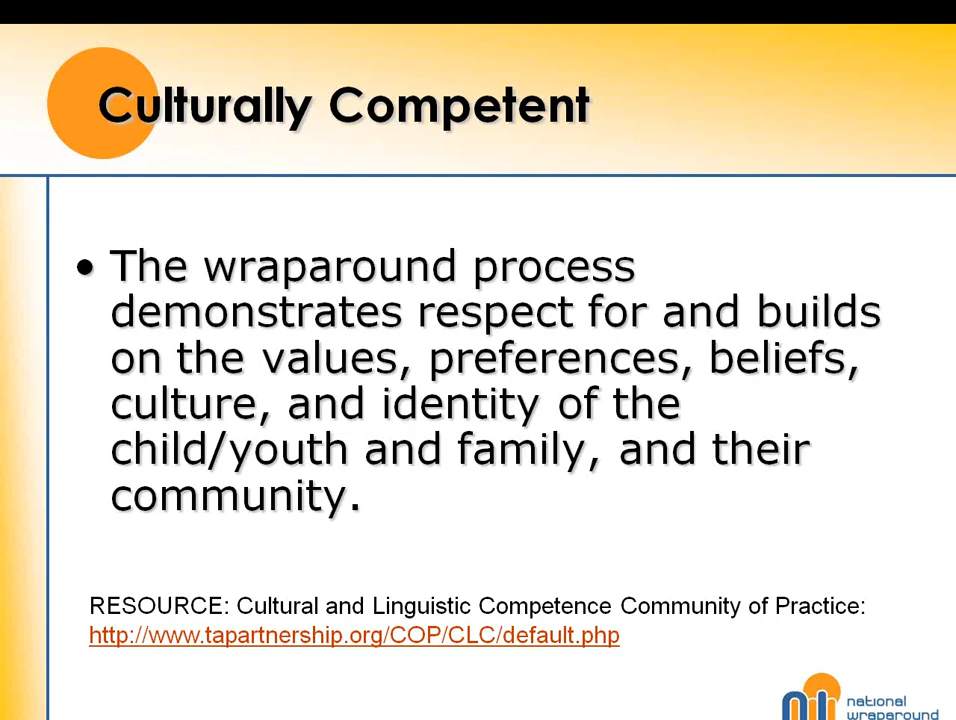 Culturally Competent
• The wraparound process
demonstrates respect for and builds
on the values, preferences, beliefs,
culture, and identity of the
child/youth and family, and their
community.
RESOURCE: Cultural and Linguistic Competence Community of Practice:
http://www.tapartnership.org/COP/CLC/default.php
national
wraparound